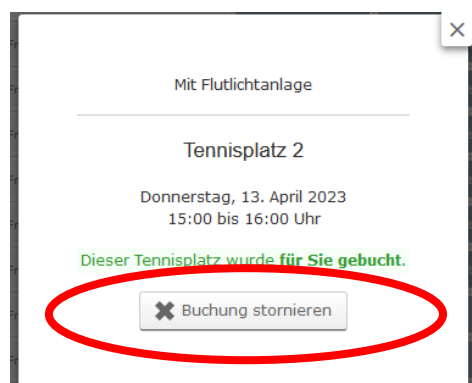 Mit Flutlichtanlage
Tennisplatz 2
Donnerstag, 13. April 2023
15:00 bis 16:00 Uhr
Dieser Tennisplatz wurde für Sie gebucht.
Buchung stornieren